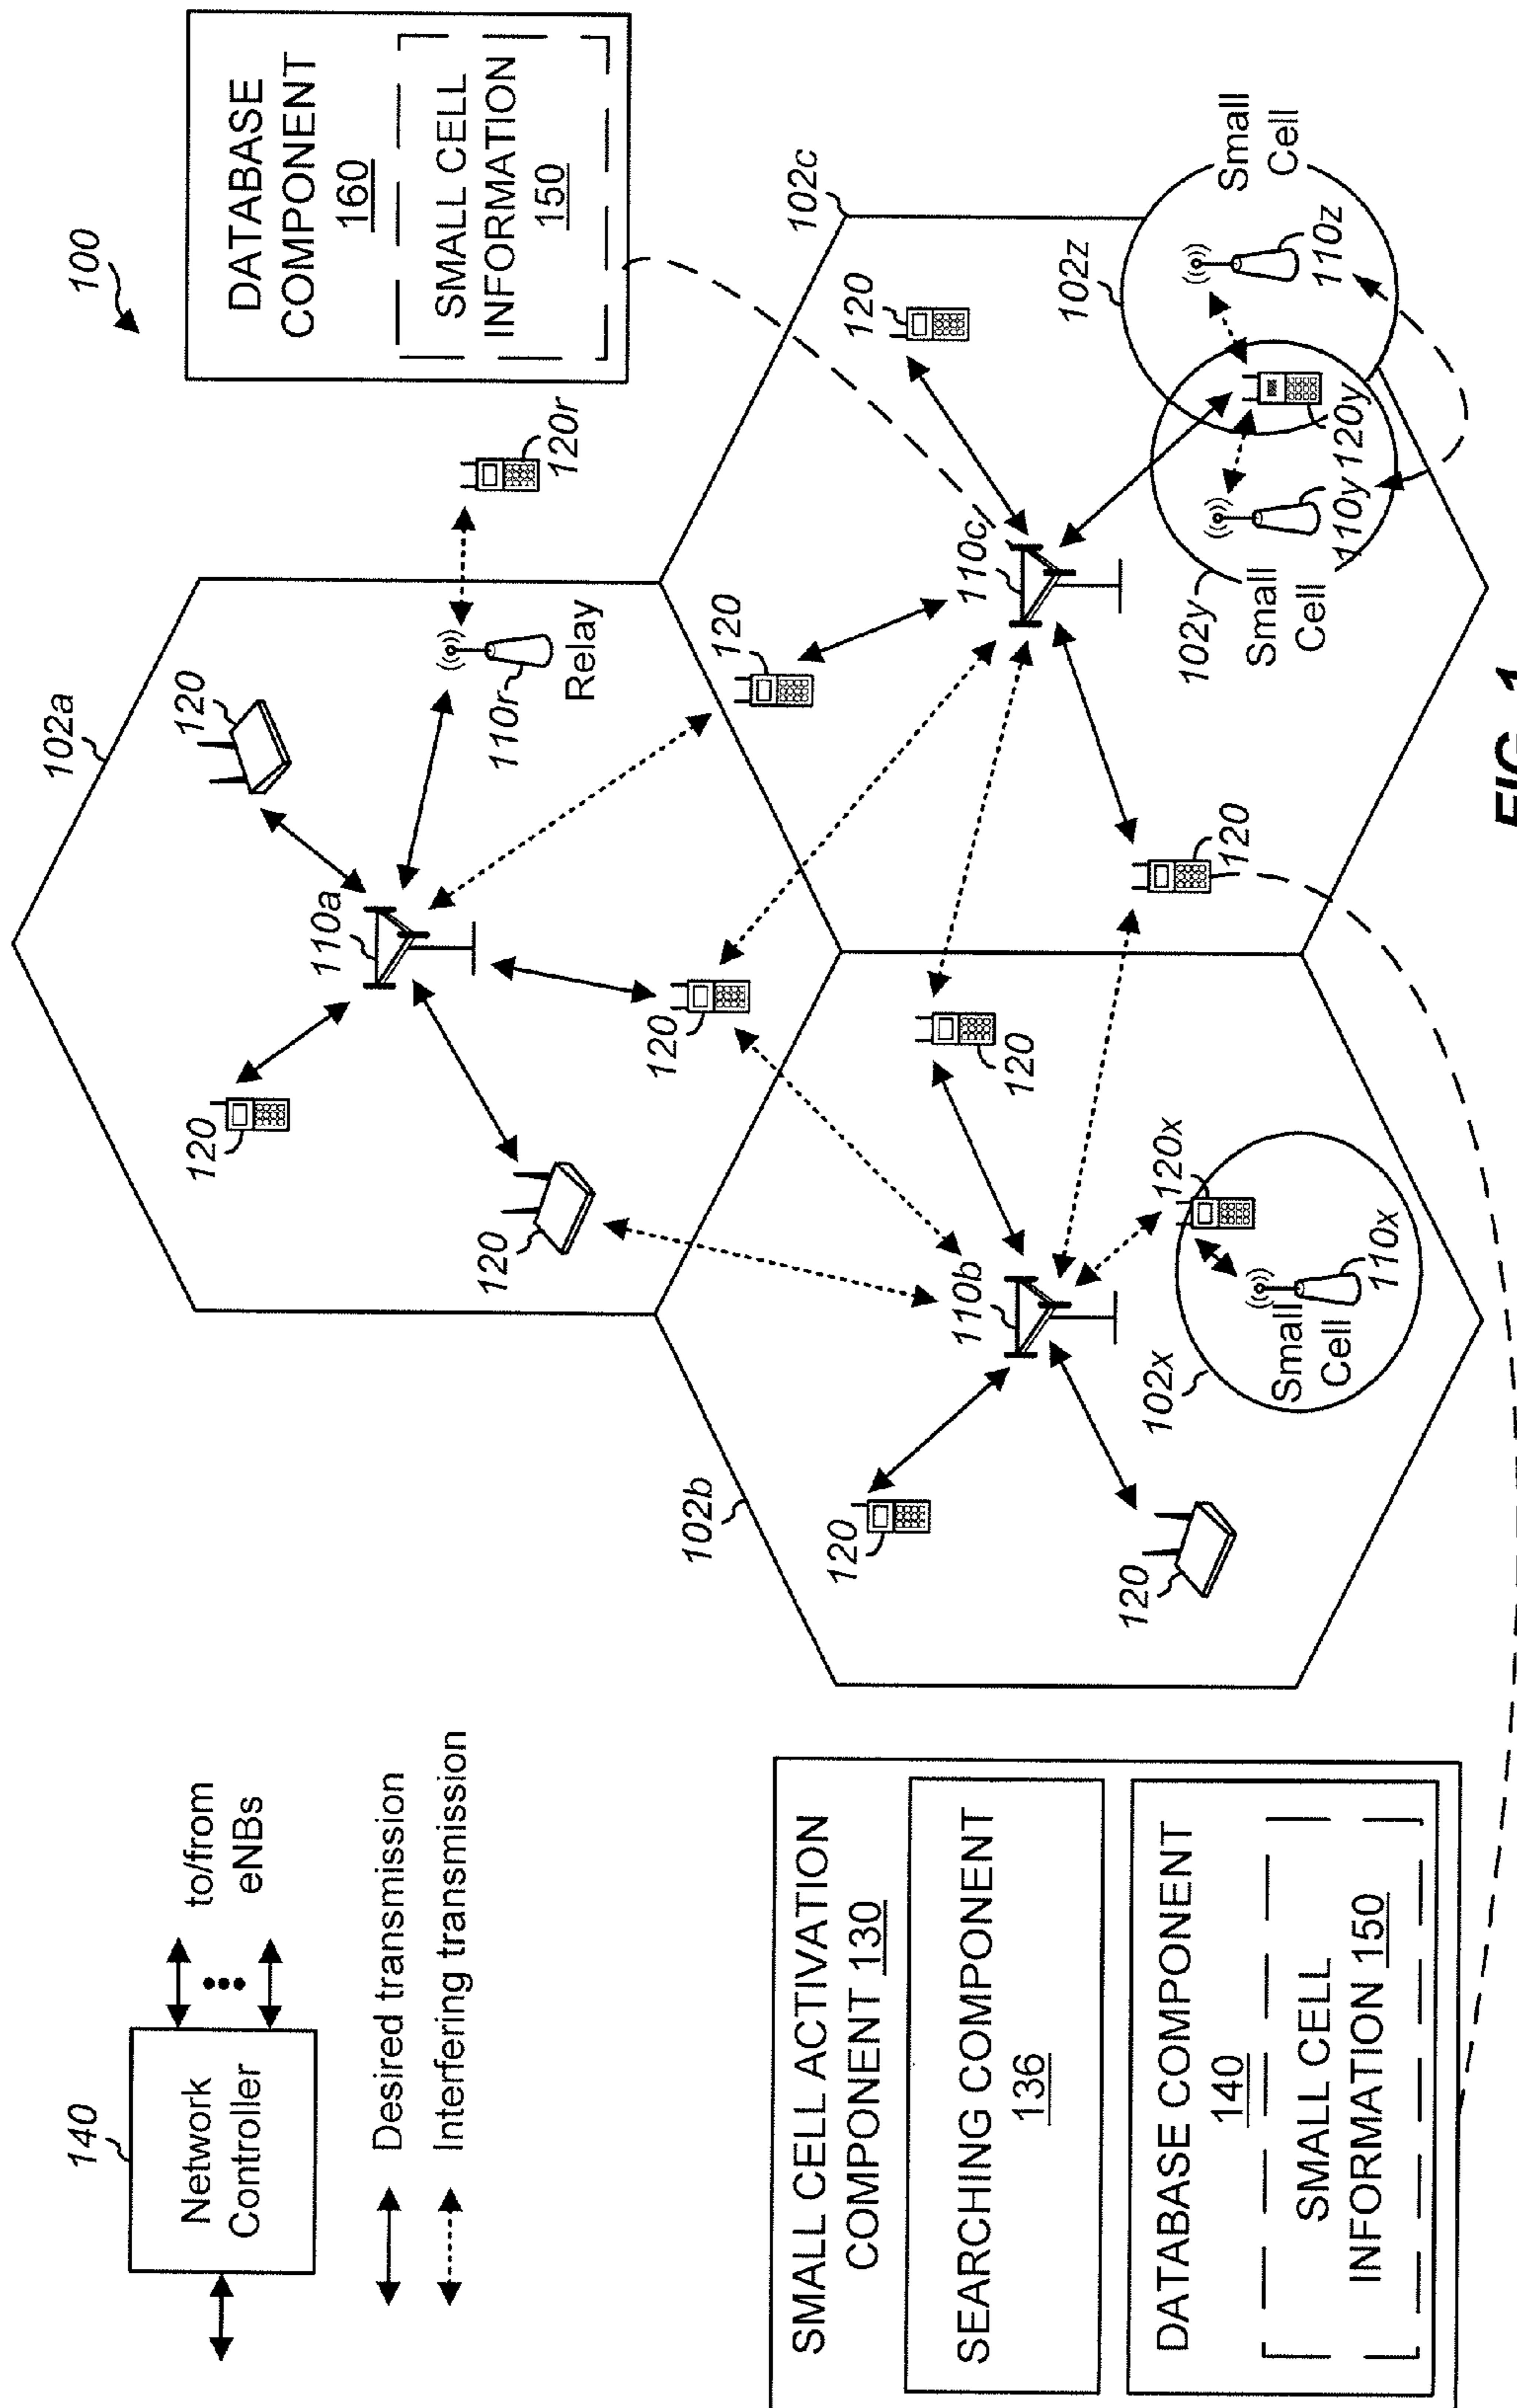 100
140
Network
Controller
to/from
eNBs
Desired transmission
Interfering transmission
102a
120
120
110a
120
110r
Relay
120r
120
120
DATABASE
COMPONENT
160
SMALL CELL
INFORMATION
150
102b
120
120
110b
120
120x
102x
Small
Cell
110x
102c
120
110c
120
102y
Small
Cell
110y
120y
102z
Small
Cell
110z
SMALL CELL ACTIVATION
COMPONENT 130
SEARCHING COMPONENT
136
DATABASE COMPONENT
140
SMALL CELL
INFORMATION 150
FIG. 1